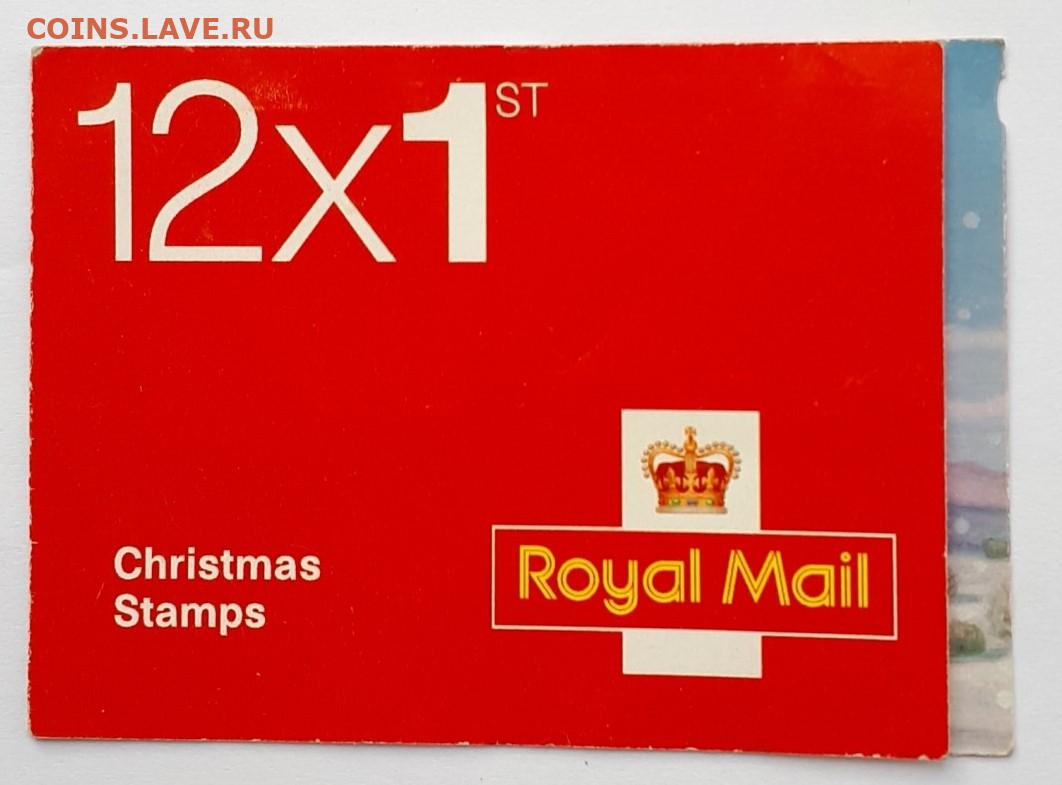 COINS.LAVE.RU
12x1ST
Christmas
Stamps
Royal Mail